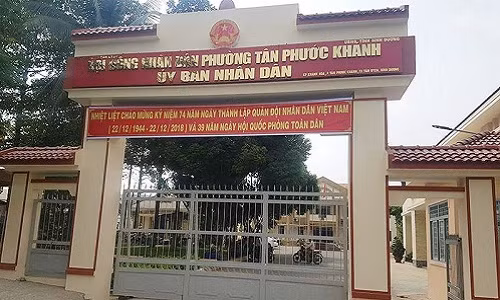 HỘI ĐỒNG NHÂN DÂN PHƯỜNG TÂN PHƯỚC KHÁNH
ỦY BAN NHÂN DÂN
NHIỆT LIỆT CHÀO MỪNG KỶ NIỆM 74 NĂM NGÀY THÀNH LẬP QUÂN ĐỘI NHÂN DÂN VIỆT NAM
( 22 / 12 / 1944 - 22 / 12 / 2018 ) VÀ 39 NĂM NGÀY HỘI QUỐC PHÒNG TOÀN DÂN